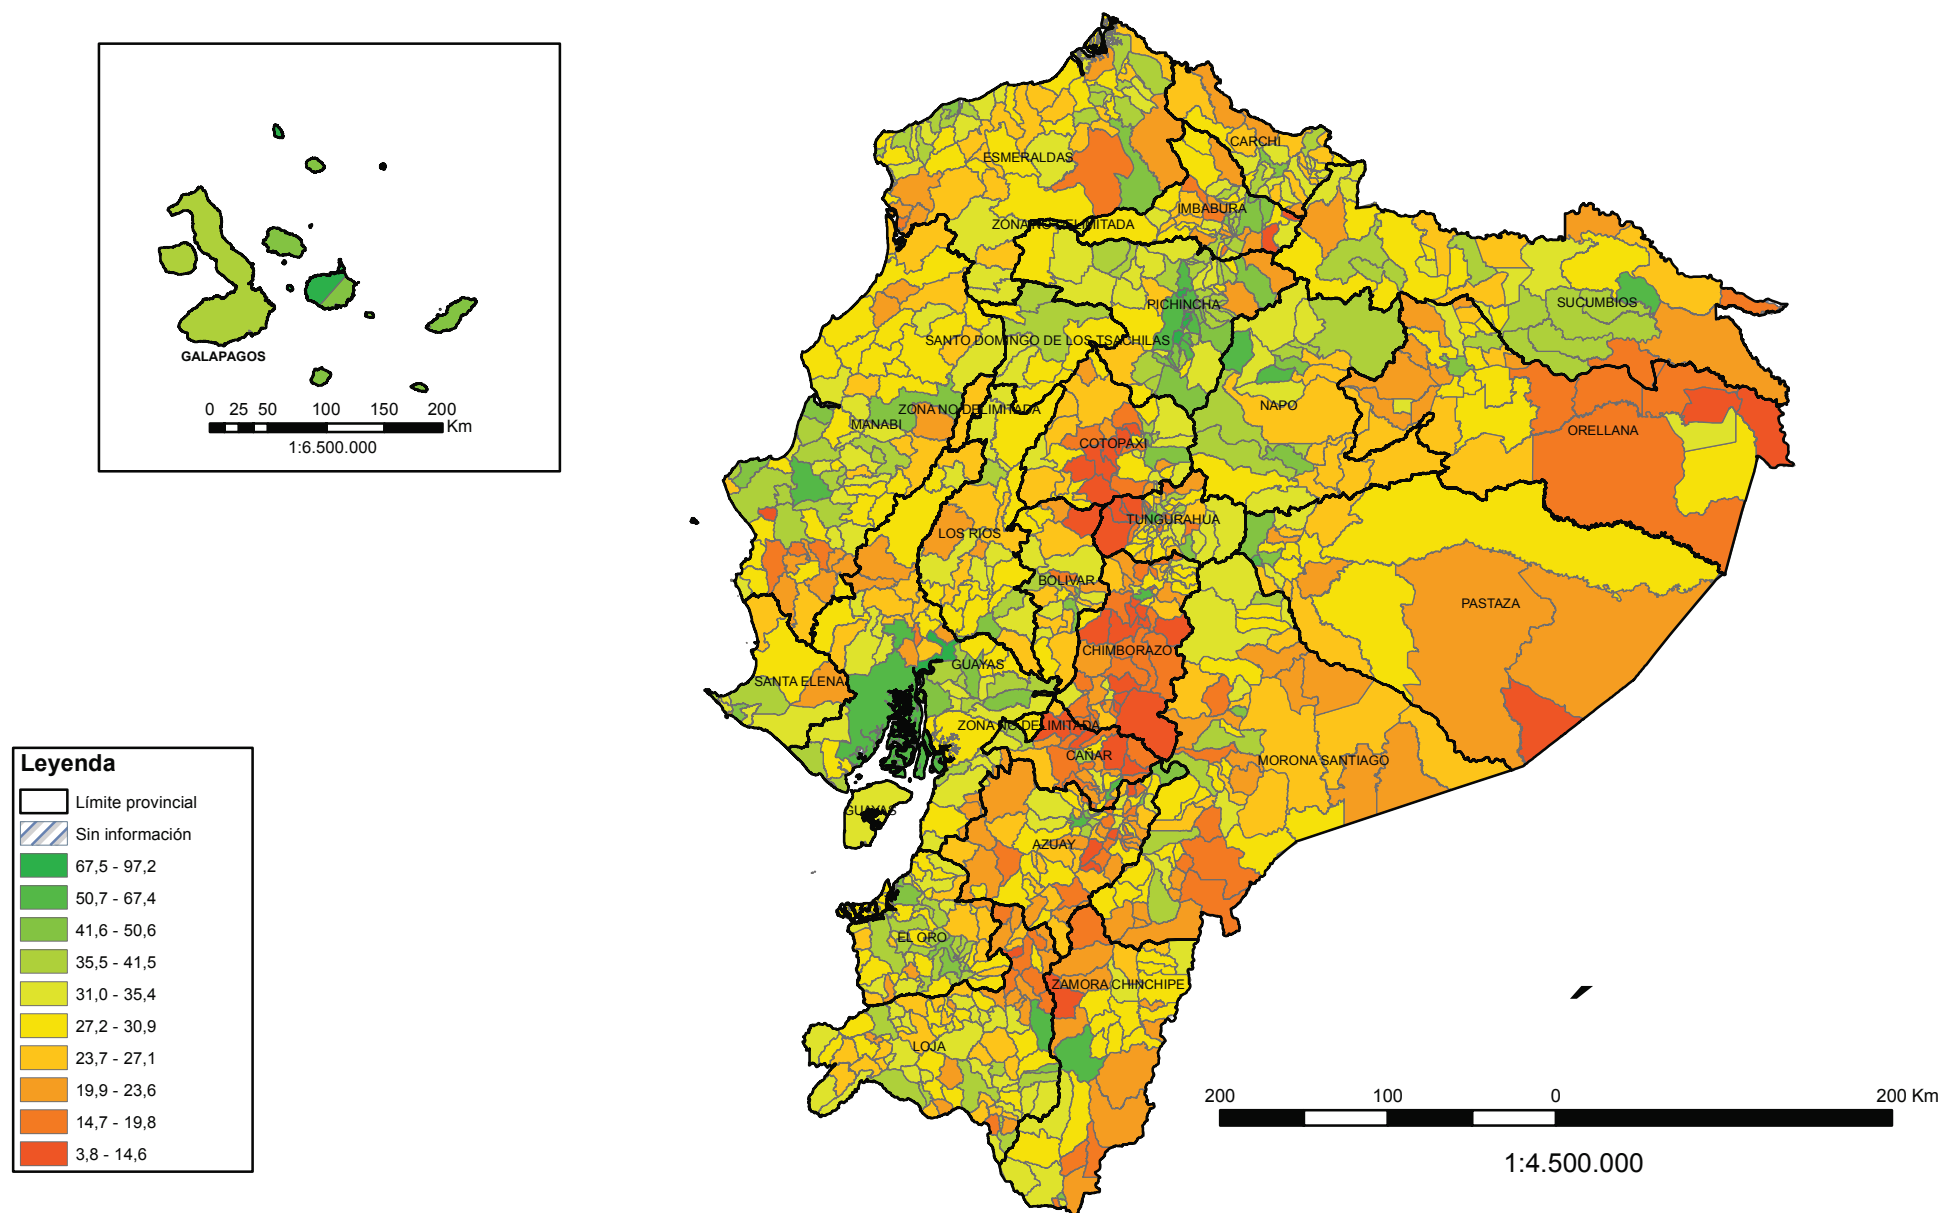 GALAPAGOS
0 25 50 100 150 200
Km
1:6.500.000
Leyenda
Límite provincial
Sin información
67,5 - 97,2
50,7 - 67,4
41,6 - 50,6
35,5 - 41,5
31,0 - 35,4
27,2 - 30,9
23,7 - 27,1
19,9 - 23,6
14,7 - 19,8
3,8 - 14,6
CARCHI
ESMERALDAS
IMBABURA
ZONA NO DELIMITADA
PICHINCHA
SUCUMBIOS
SANTO DOMINGO DE LOS TSACHILAS
NAPO
ZONA NO DELIMITADA
MANABI
ORELLANA
COTOPAXI
TUNGURAHUA
LOS RIOS
BOLIVAR
PASTAZA
CHIMBORAZO
GUAYAS
SANTA ELENA
ZONA NO DELIMITADA
CAÑAR
MORONA SANTIAGO
GUAYAS
AZUAY
EL ORO
ZAMORA CHINCHIPE
LOJA
200 100 0 200 Km
1:4.500.000